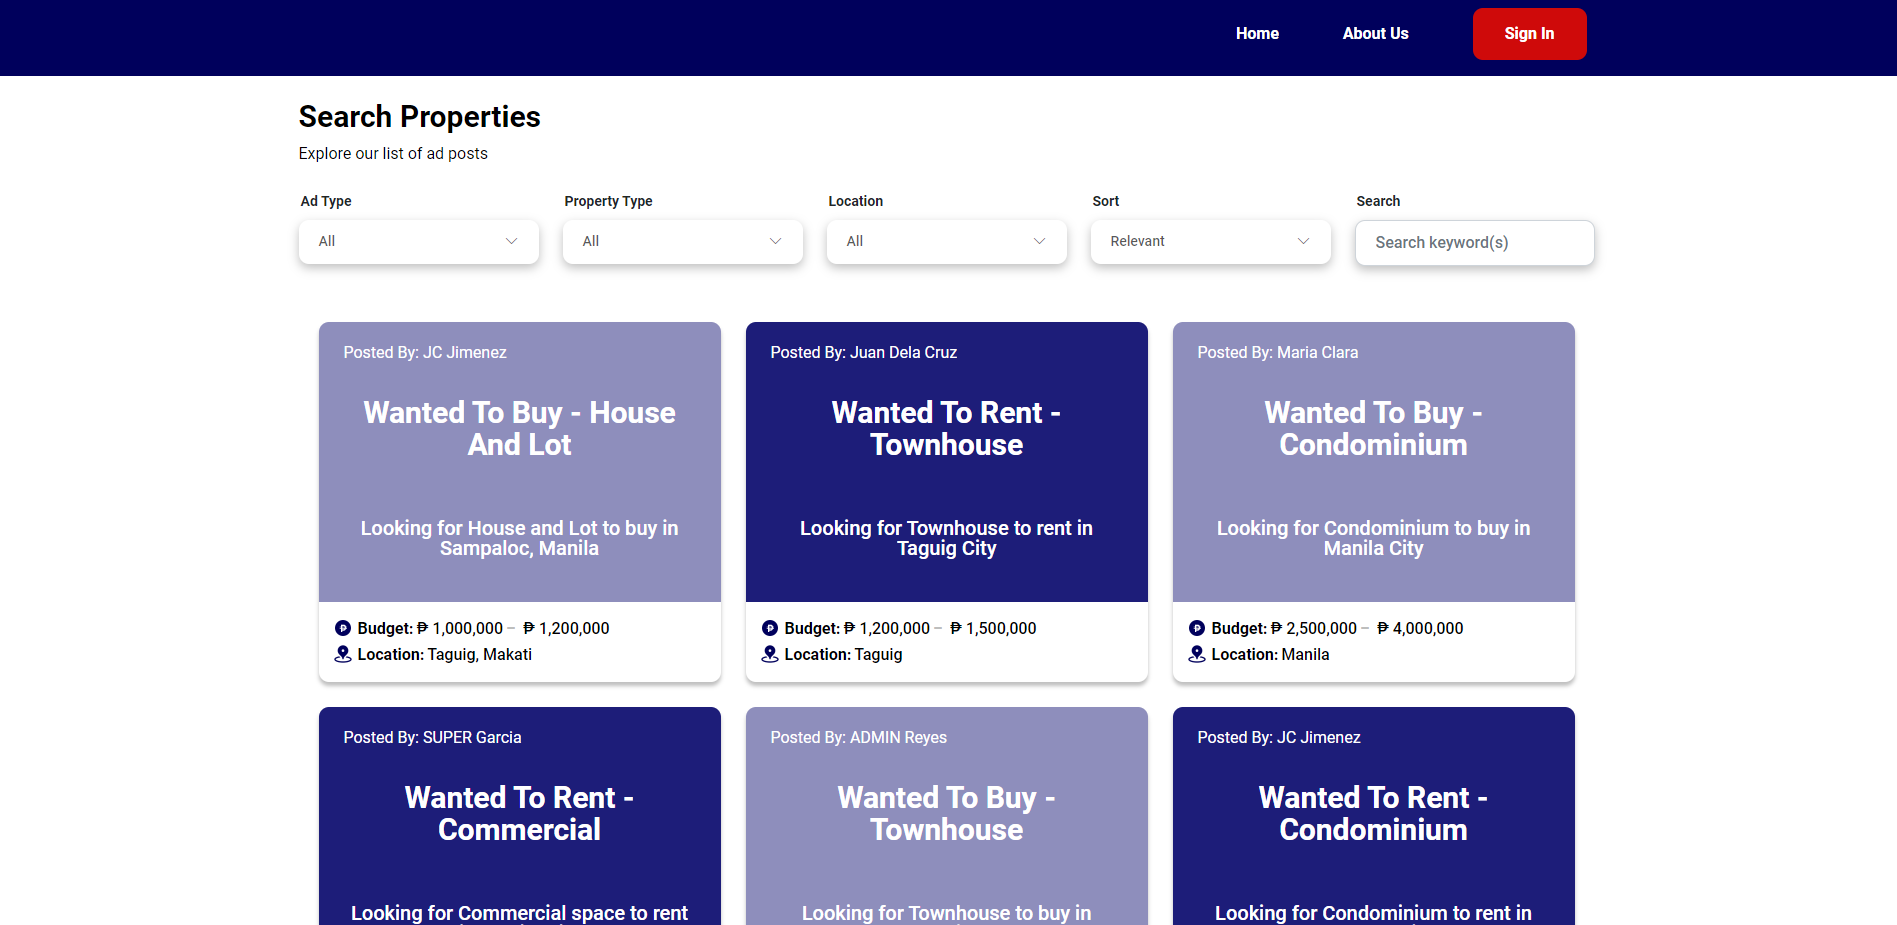 Home About Us Sign In
Search Properties
Explore our list of ad posts
Ad Type Property Type Location Sort Search
All All All Relevant Search keyword(s)
Posted By: JC Jimenez
Wanted To Buy - House
And Lot
Looking for House and Lot to buy in
Sampaloc, Manila
Budget: ₱ 1,000,000 – ₱ 1,200,000
Location: Taguig, Makati
Posted By: Juan Dela Cruz
Wanted To Rent -
Townhouse
Looking for Townhouse to rent in
Taguig City
Budget: ₱ 1,200,000 – ₱ 1,500,000
Location: Taguig
Posted By: Maria Clara
Wanted To Buy -
Condominium
Looking for Condominium to buy in
Manila City
Budget: ₱ 2,500,000 – ₱ 4,000,000
Location: Manila
Posted By: SUPER Garcia
Wanted To Rent -
Commercial
Looking for Commercial space to rent
Posted By: ADMIN Reyes
Wanted To Buy -
Townhouse
Looking for Townhouse to buy in
Posted By: JC Jimenez
Wanted To Rent -
Condominium
Looking for Condominium to rent in